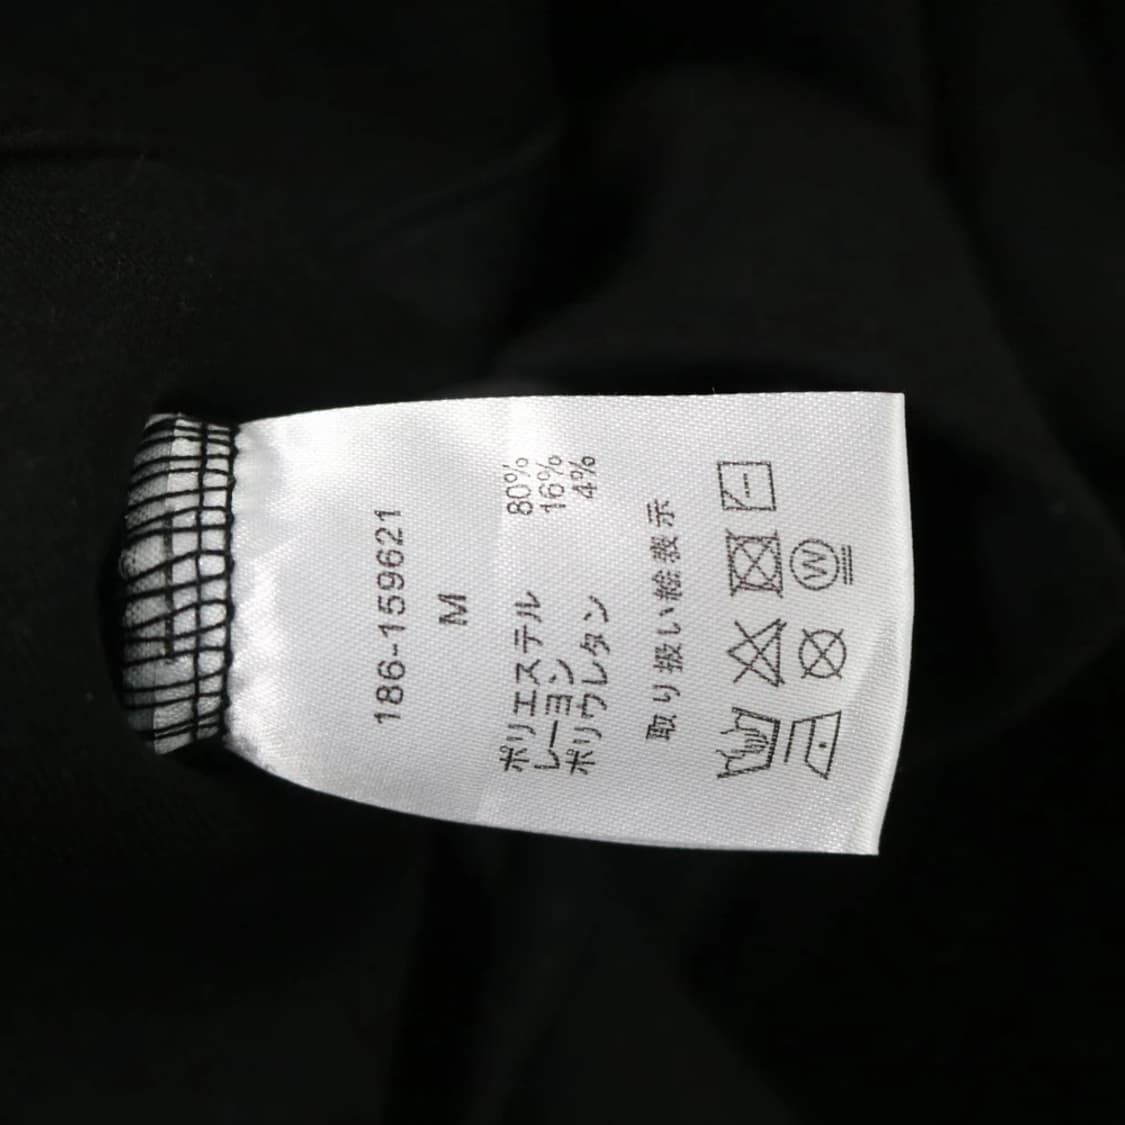 186-159621
M
ポリエステル 80%
レーヨン 16%
ポリウレタン 4%
取り扱い絵表示
W